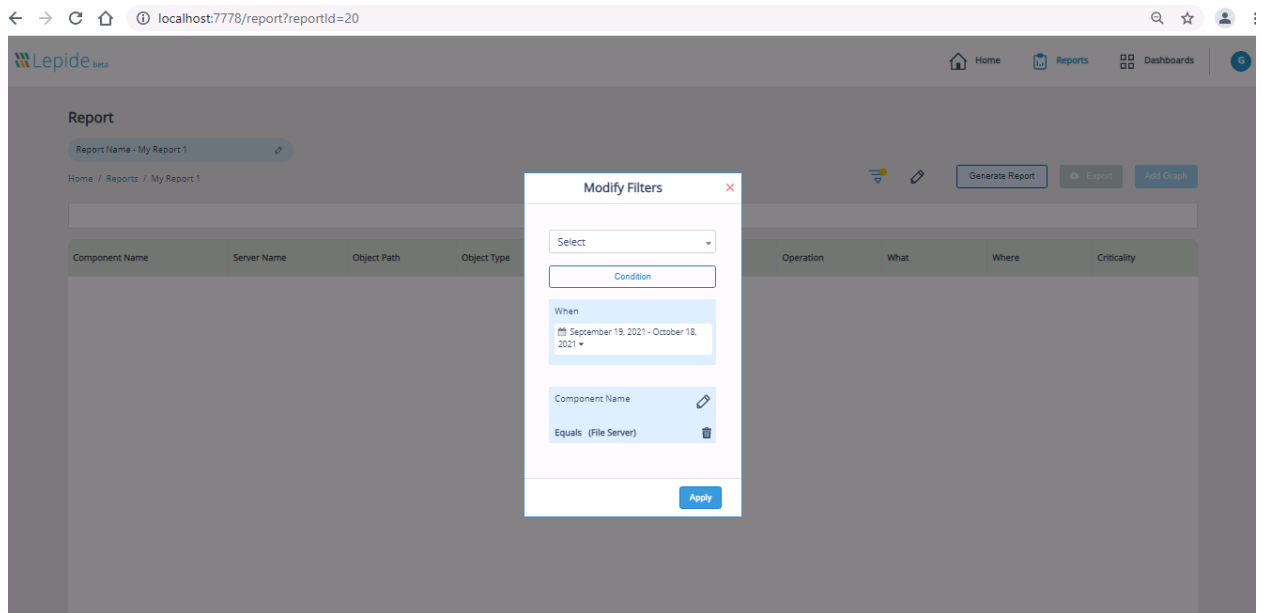 localhost:7778/report?reportId=20
Lepide beta
Home
Reports
Dashboards
G
Report
Report Name - My Report 1
Home / Reports / My Report 1
Generate Report
Export
Add Graph
Modify Filters
×
Component Name
Server Name
Object Path
Object Type
Operation
What
Where
Criticality
Select
Condition
When
September 19, 2021 - October 18,
2021
Component Name
Equals (File Server)
Apply